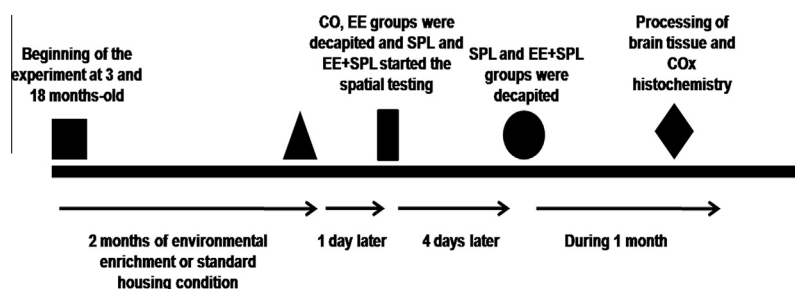 Beginning of the
experiment at 3 and
18 months-old
CO, EE groups were
decapited and SPL and
EE+SPL started the
spatial testing
SPL and EE+SPL
groups were
decapited
Processing of
brain tissue and
COx
histochemistry
2 months of environmental
enrichment or standard
housing condition
1 day later
4 days later
During 1 month